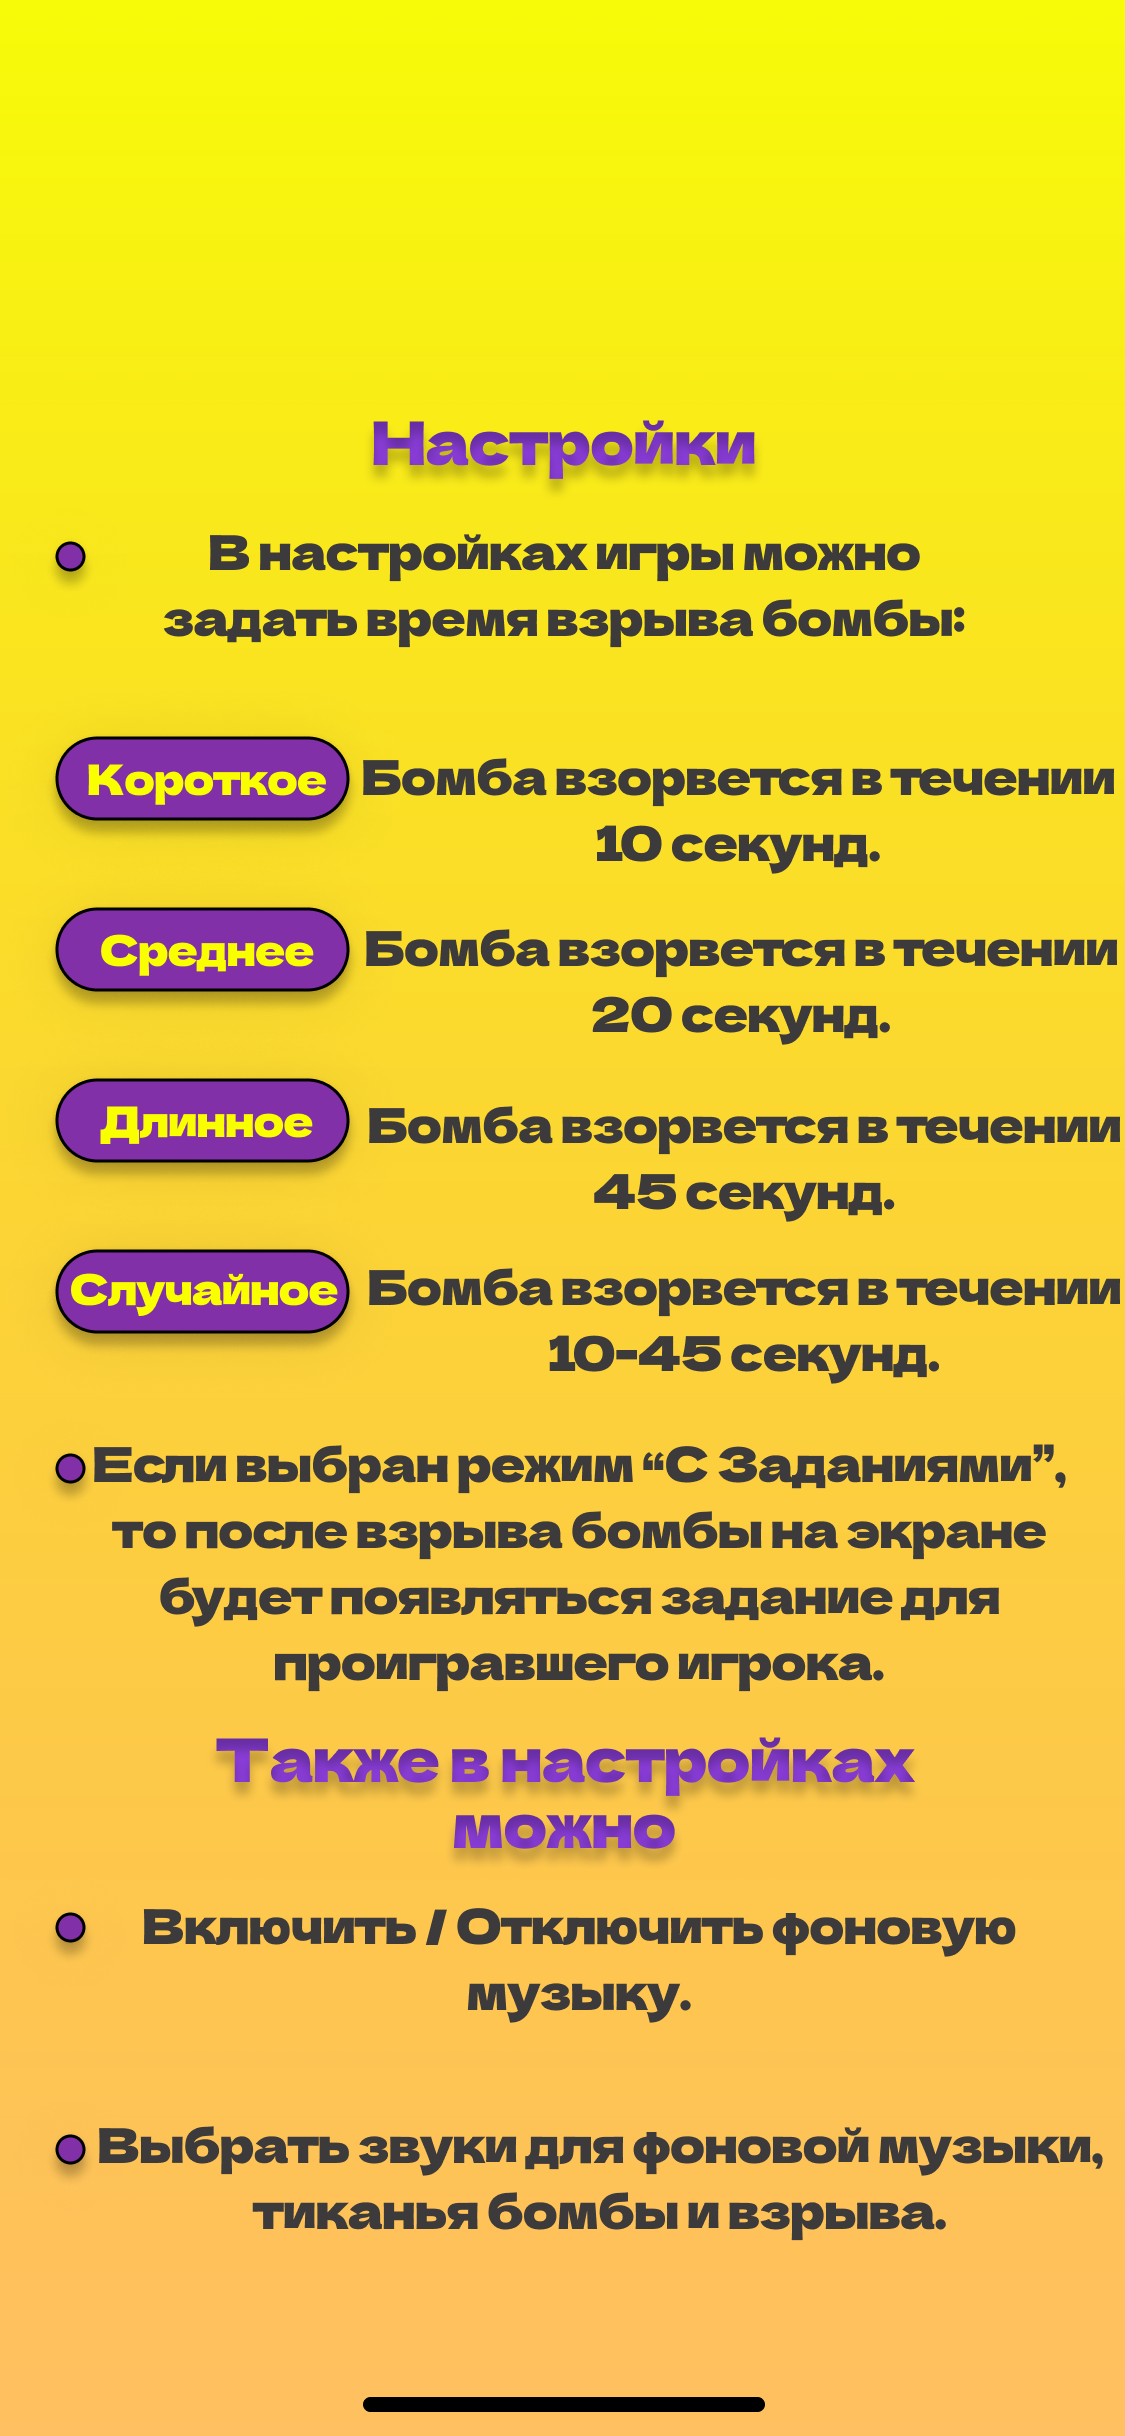 Настройки
В настройках игры можно
задать время взрыва бомбы:
Короткое
Бомба взорвется в течении
10 секунд.
Среднее
Бомба взорвется в течении
20 секунд.
Длинное
Бомба взорвется в течении
45 секунд.
Случайное
Бомба взорвется в течении
10-45 секунд.
Если выбран режим “С Заданиями”,
то после взрыва бомбы на экране
будет появляться задание для
проигравшего игрока.
Также в настройках
можно
Включить / Отключить фоновую
музыку.
Выбрать звуки для фоновой музыки,
тиканья бомбы и взрыва.